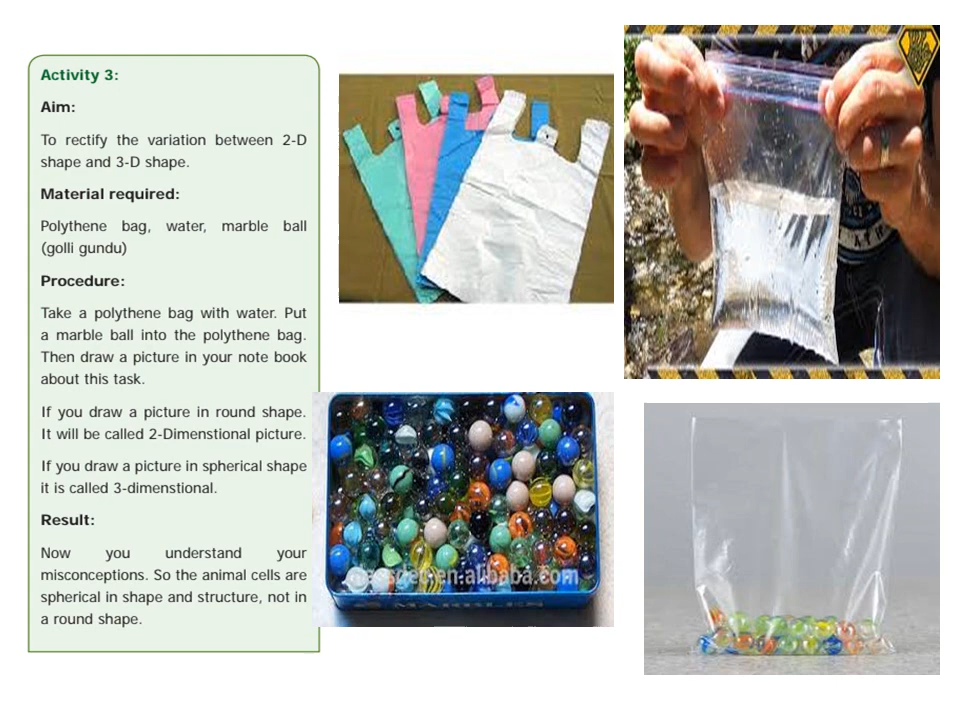 Activity 3:
Aim:
To rectify the variation between 2-D
shape and 3-D shape.
Material required:
Polythene bag, water, marble ball
(golli gundu)
Procedure:
Take a polythene bag with water. Put
a marble ball into the polythene bag.
Then draw a picture in your note book
about this task.
If you draw a picture in round shape.
It will be called 2-Dimenstional picture.
If you draw a picture in spherical shape
it is called 3-dimenstional.
Result:
Now you understand your
misconceptions. So the animal cells are
spherical in shape and structure, not in
a round shape.
.en.alibaba.com
MARBLES